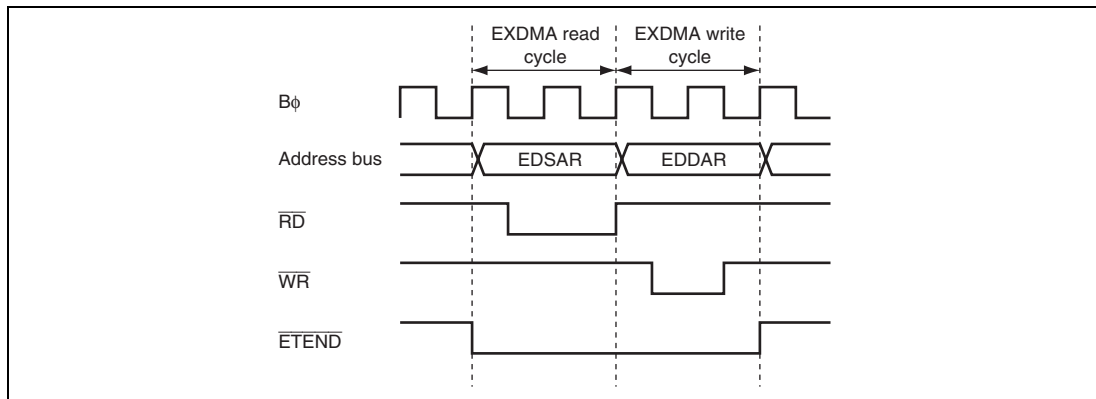 EXDMA read cycle
EXDMA write cycle
Bϕ
Address bus
EDSAR
EDDAR
RD
WR
ETEND